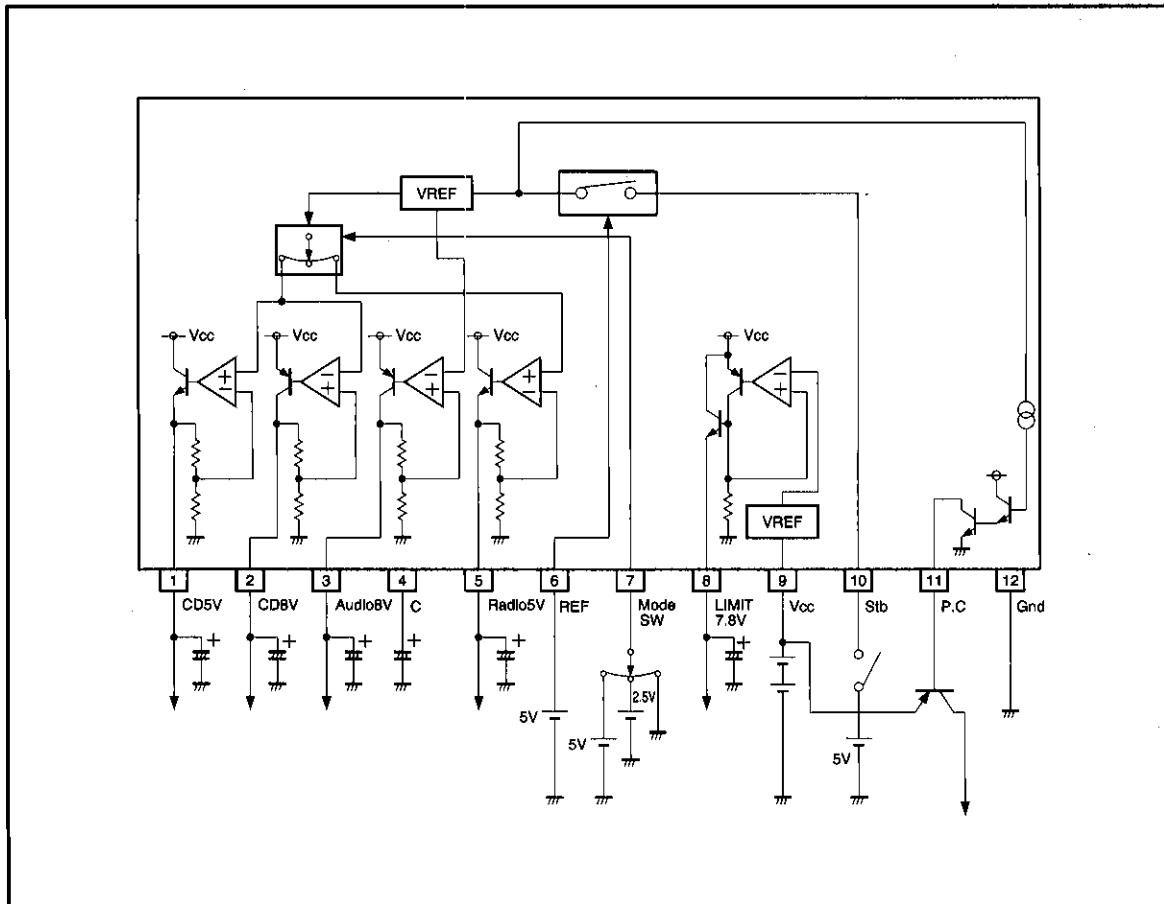 VREF
Vcc
Vcc
Vcc
Vcc
Vcc
+
−
−
+
−
+
+
−
−
+
VREF
1
2
3
4
5
6
7
8
9
10
11
12
CD5V
CD8V
Audio8V
C
Radio5V
REF
Mode
SW
LIMIT
7.8V
Vcc
Stb
P.C
Gnd
+
+
+
+
+
+
2.5V
5V
5V
5V